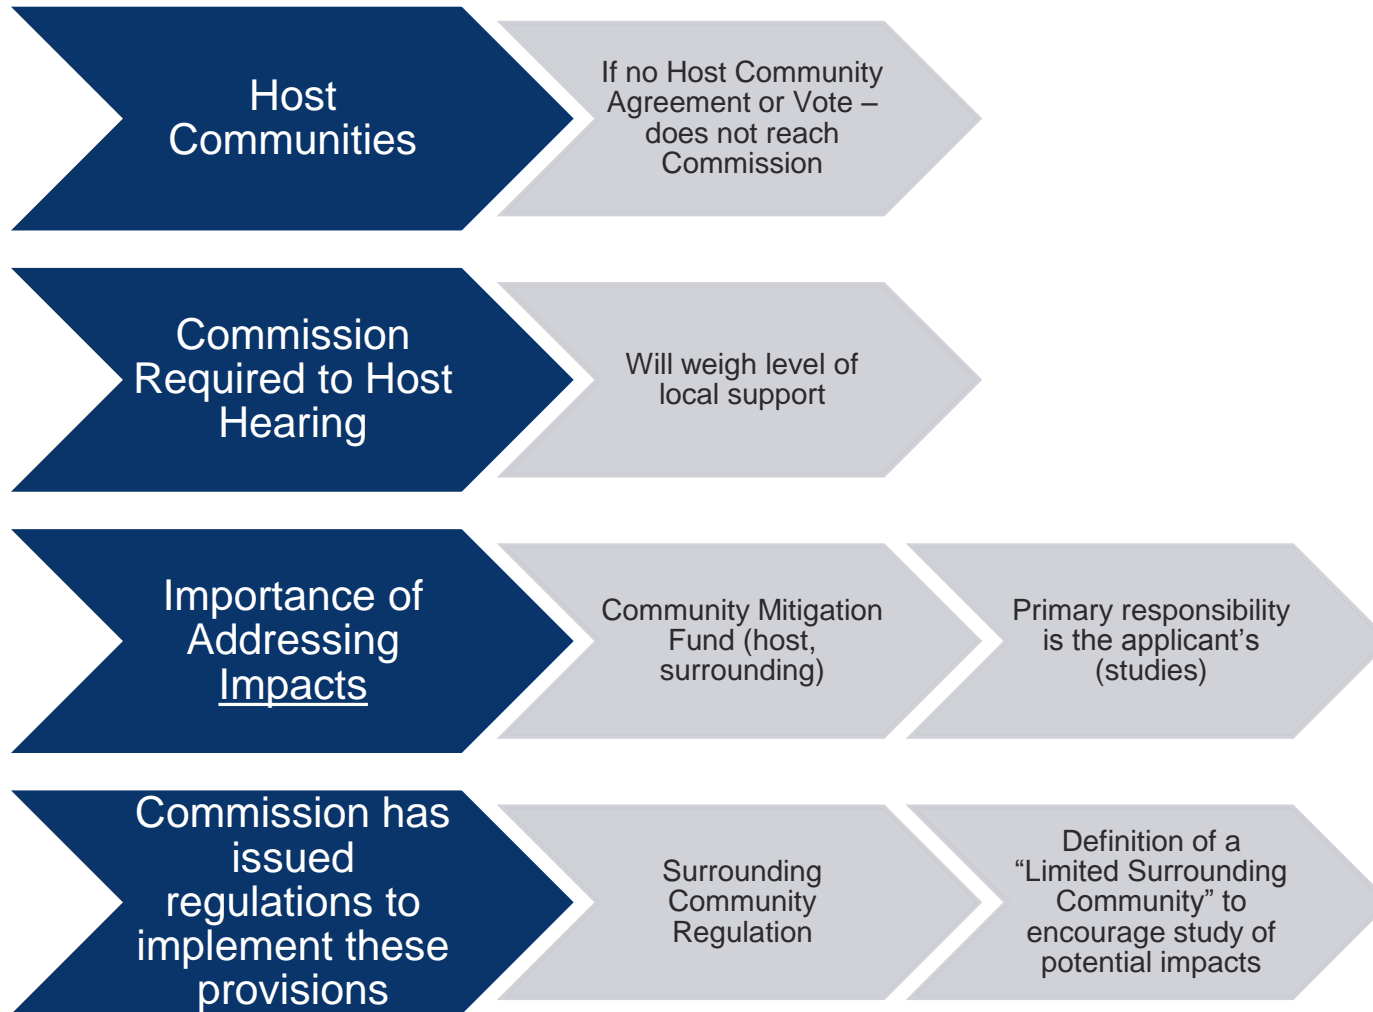 Host
Communities
If no Host Community
Agreement or Vote –
does not reach
Commission
Commission
Required to Host
Hearing
Will weigh level of
local support
Importance of
Addressing
Impacts
Community Mitigation
Fund (host,
surrounding)
Primary responsibility
is the applicant’s
(studies)
Commission has
issued
regulations to
implement these
provisions
Surrounding
Community
Regulation
Definition of a
“Limited Surrounding
Community” to
encourage study of
potential impacts